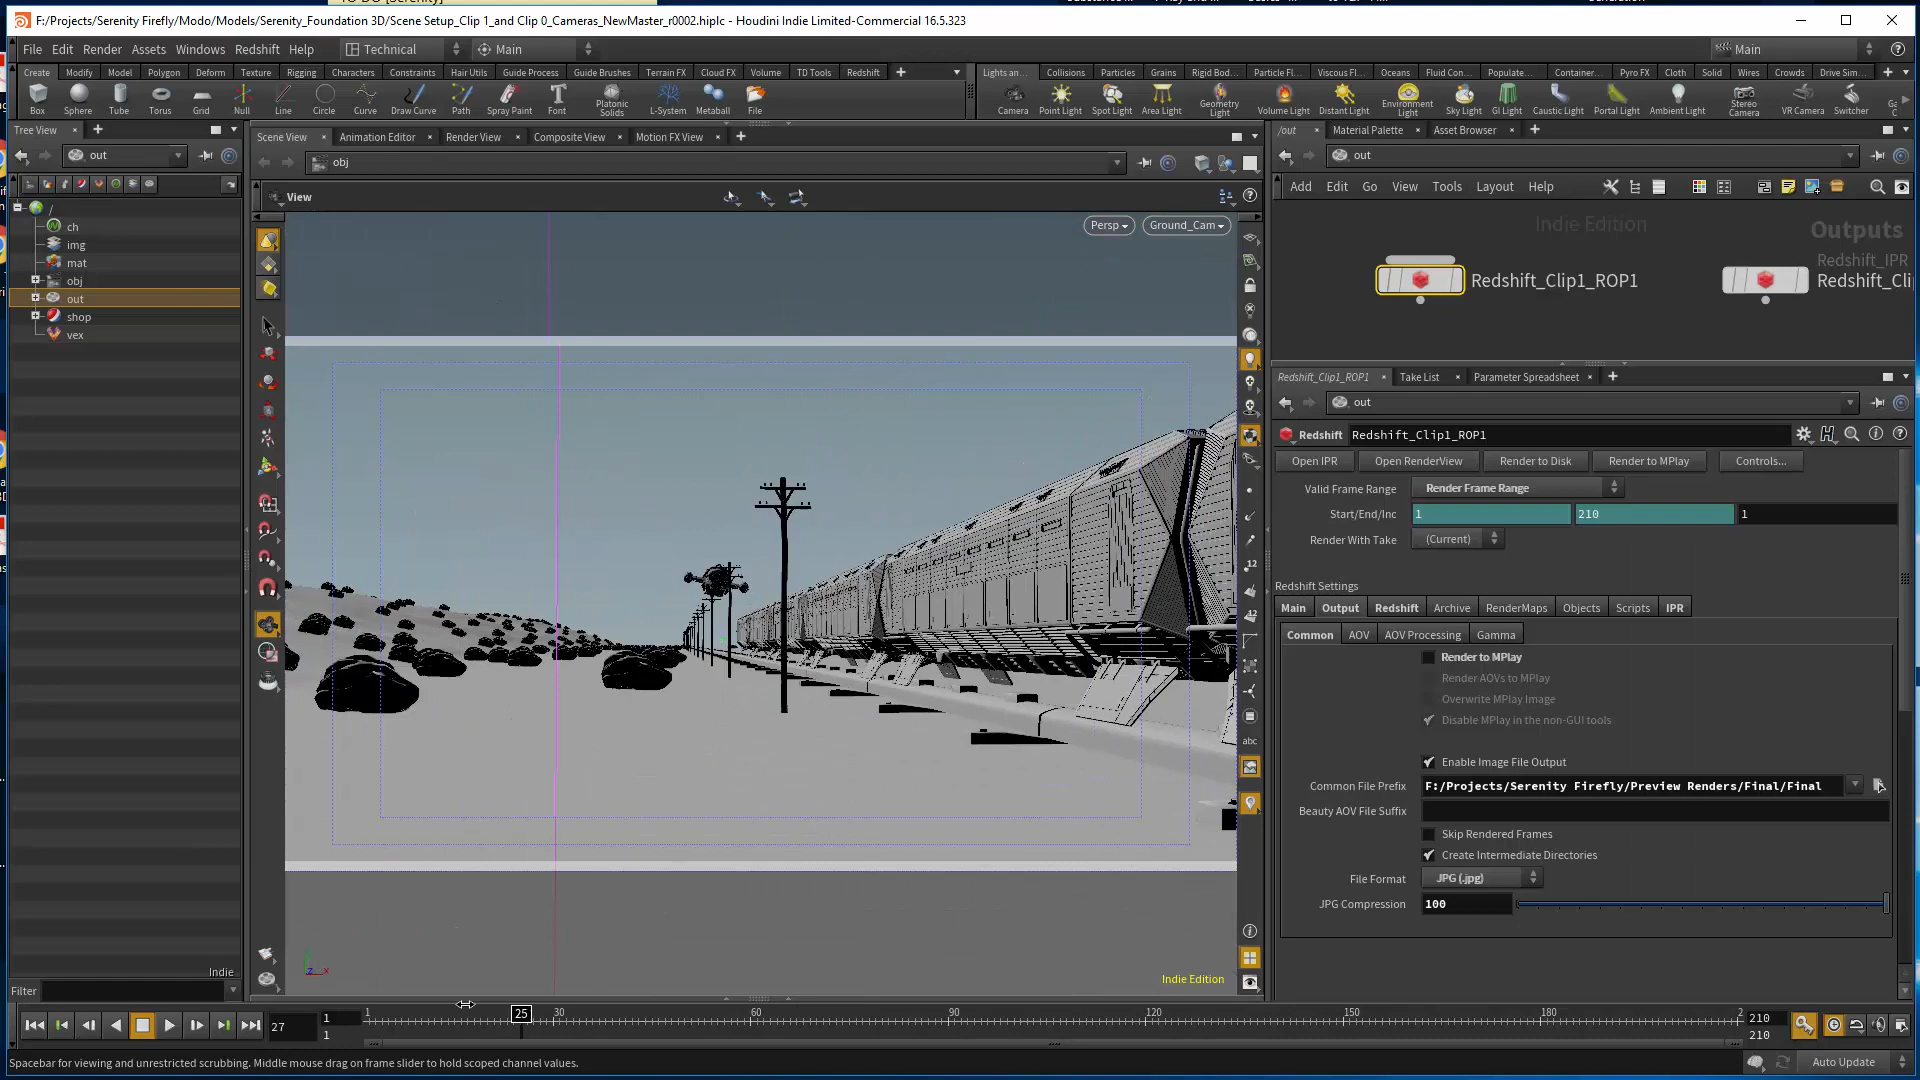 F:/Projects/Serenity Firefly/Modo/Models/Serenity_Foundation 3D/Scene Setup_Clip 1_and Clip 0_Cameras_NewMaster_r0002.hiplc - Houdini Indie Limited-Commercial 16.5.323
File Edit Render Assets Windows Redshift Help Technical Main Main
Create Modify Model Polygon Deform Texture Rigging Characters Constraints Hair Utils Guide Process Guide Brushes Terrain FX Cloud FX Volume TD Tools Redshift
Lights an... Collisions Particles Grains Rigid Bod... Particle Fl... Viscous Fl... Oceans Fluid Con... Populate... Container... Pyro FX Cloth Solid Wires Crowds Drive Sim...
Box Sphere Tube Torus Grid Null Line Circle Curve Draw Curve Path Spray Paint Font Platonic Solids L-System Metaball File
Camera Point Light Spot Light Area Light Geometry Light Volume Light Distant Light Environment Light Sky Light GI Light Caustic Light Portal Light Ambient Light Stereo Camera VR Camera Switcher
Tree View
out
/
ch
img
mat
obj
out
shop
vex
Indie
Filter
Scene View Animation Editor Render View Composite View Motion FX View
obj
View
Persp Ground_Cam
abc
Indie Edition
/out Material Palette Asset Browser
out
Add Edit Go View Tools Layout Help
Indie Edition
Outputs
Redshift_IPR
Redshift_Clip1_ROP1
Redshift_Cli
Redshift_Clip1_ROP1 Take List Parameter Spreadsheet
out
Redshift Redshift_Clip1_ROP1
Open IPR Open RenderView Render to Disk Render to MPlay Controls...
Valid Frame Range Render Frame Range
Start/End/Inc 1 210 1
Render With Take (Current)
Redshift Settings
Main Output Redshift Archive RenderMaps Objects Scripts IPR
Common AOV AOV Processing Gamma
Render to MPlay
Render AOVs to MPlay
Overwrite MPlay Image
Disable MPlay in the non-GUI tools
Enable Image File Output
Common File Prefix F:/Projects/Serenity Firefly/Preview Renders/Final/Final
Beauty AOV File Suffix
Skip Rendered Frames
Create Intermediate Directories
File Format JPG (.jpg)
JPG Compression 100
27 1 1 25 30 60 90 120 150 180 2 210
1 210
Spacebar for viewing and unrestricted scrubbing. Middle mouse drag on frame slider to hold scoped channel values.
Auto Update